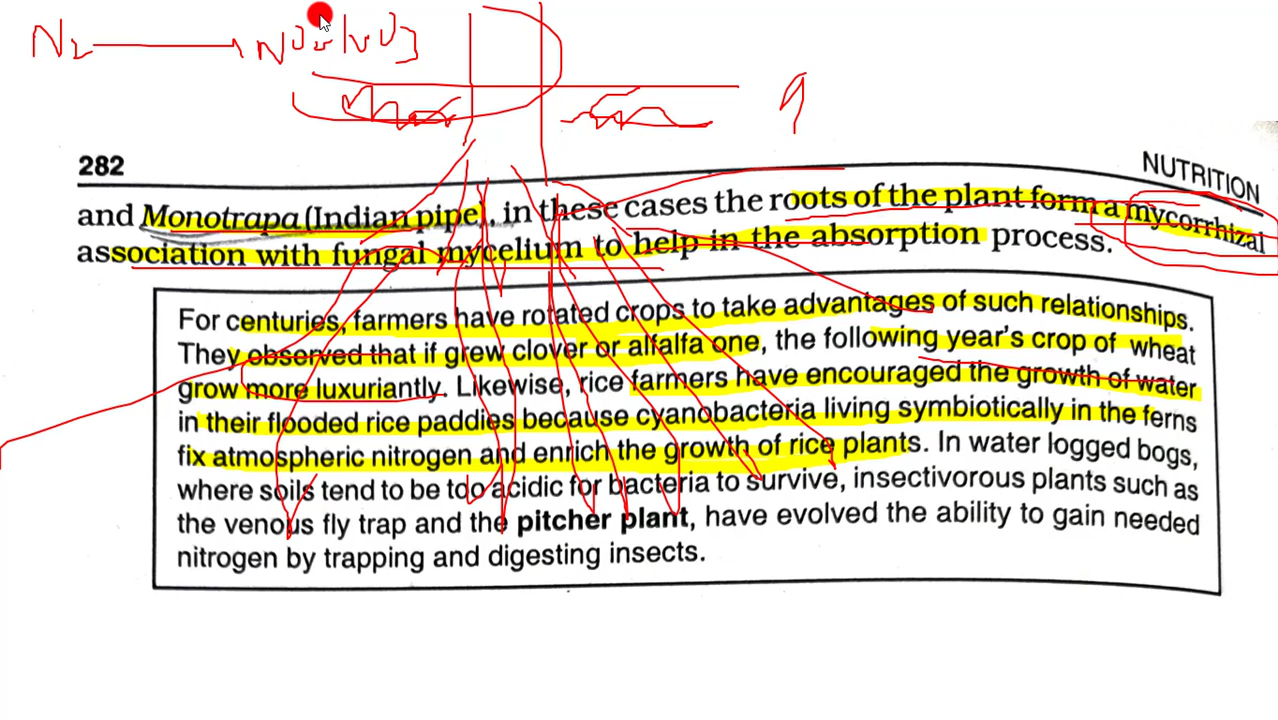 N₂ → NO₂ / NO₃
282
NUTRITION
and Monotrapa (Indian pipe), in these cases the roots of the plant form a mycorrhizal
association with fungal mycelium to help in the absorption process.
For centuries, farmers have rotated crops to take advantages of such relationships.
They observed that if grew clover or alfalfa one, the following year's crop of wheat
grow more luxuriantly. Likewise, rice farmers have encouraged the growth of water
in their flooded rice paddies because cyanobacteria living symbiotically in the ferns
fix atmospheric nitrogen and enrich the growth of rice plants. In water logged bogs,
where soils tend to be too acidic for bacteria to survive, insectivorous plants such as
the venous fly trap and the pitcher plant, have evolved the ability to gain needed
nitrogen by trapping and digesting insects.